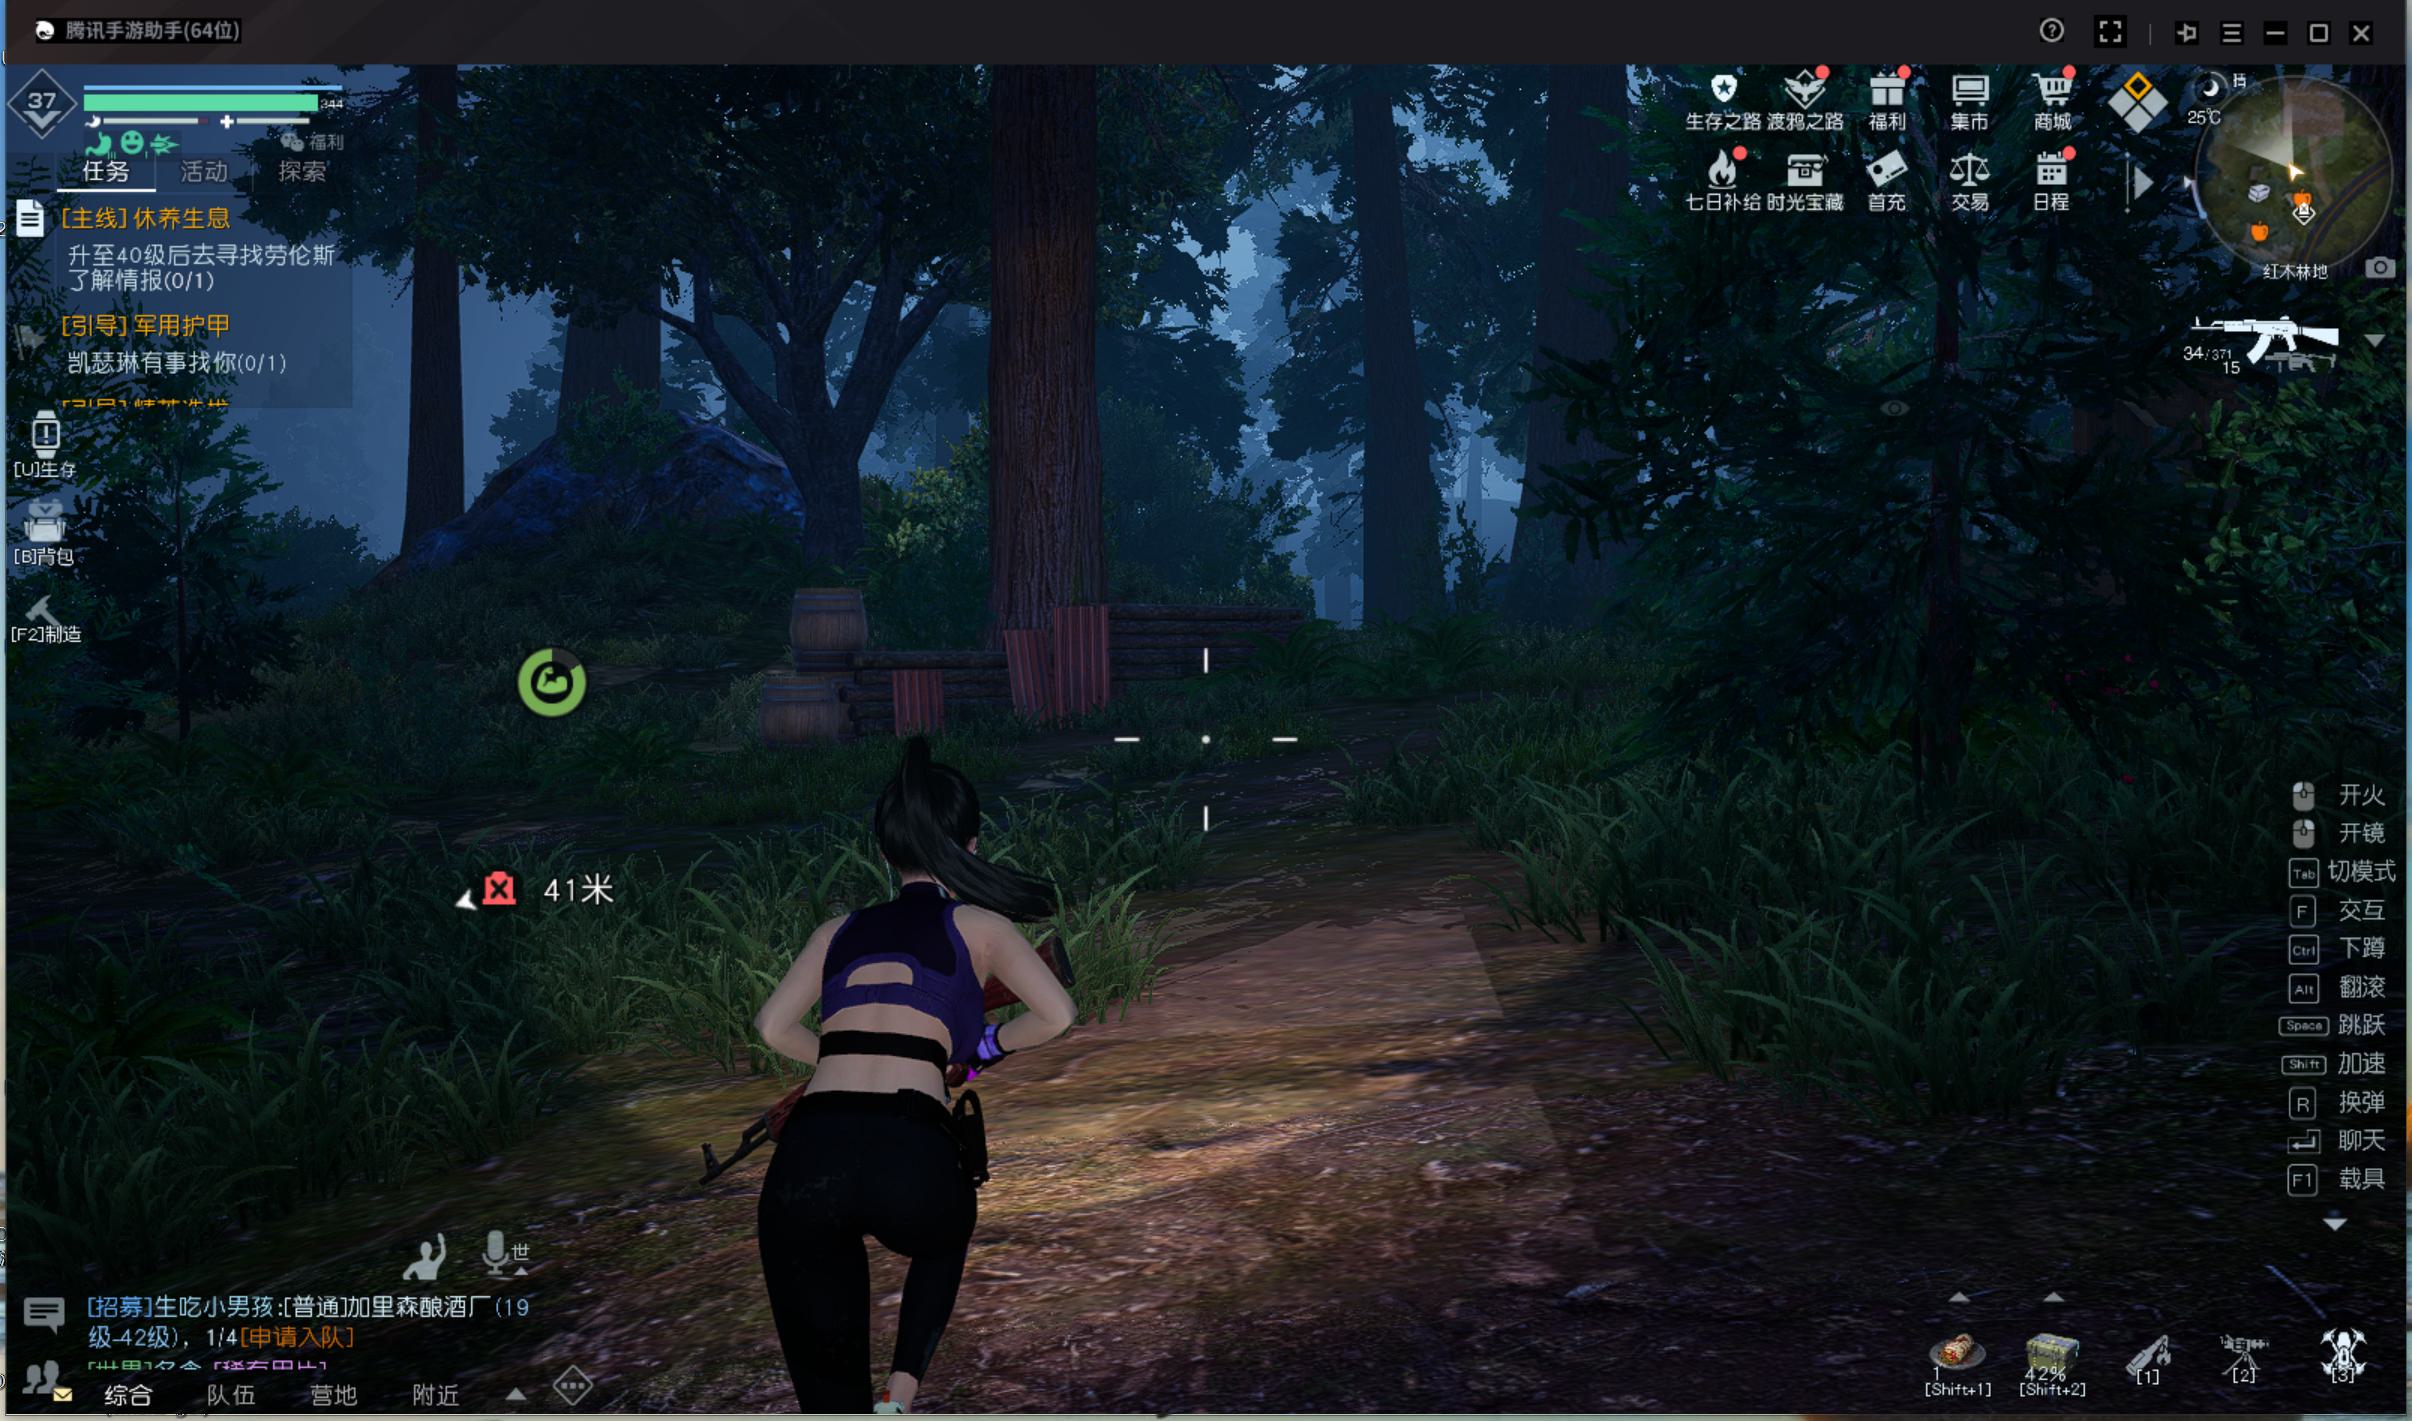 腾讯手游助手(64位)
37
344
福利
任务
活动
探索
[主线] 休养生息
升至40级后去寻找劳伦斯
了解情报(0/1)
[引导] 军用护甲
凯瑟琳有事找你(0/1)
[U]生存
[B]背包
[F2]制造
生存之路
渡鸦之路
福利
集市
商城
七日补给
时光宝藏
首充
交易
日程
25℃
红木林地
34/371
15
41米
开火
开镜
Tab 切模式
F 交互
Ctrl 下蹲
Alt 翻滚
Space 跳跃
Shift 加速
R 换弹
聊天
F1 载具
世
[招募]生吃小男孩:[普通]加里森酿酒厂(19
级-42级)，1/4[申请入队]
综合
队伍
营地
附近
1
[Shift+1]
42%
[Shift+2]
[1]
[2]
[3]